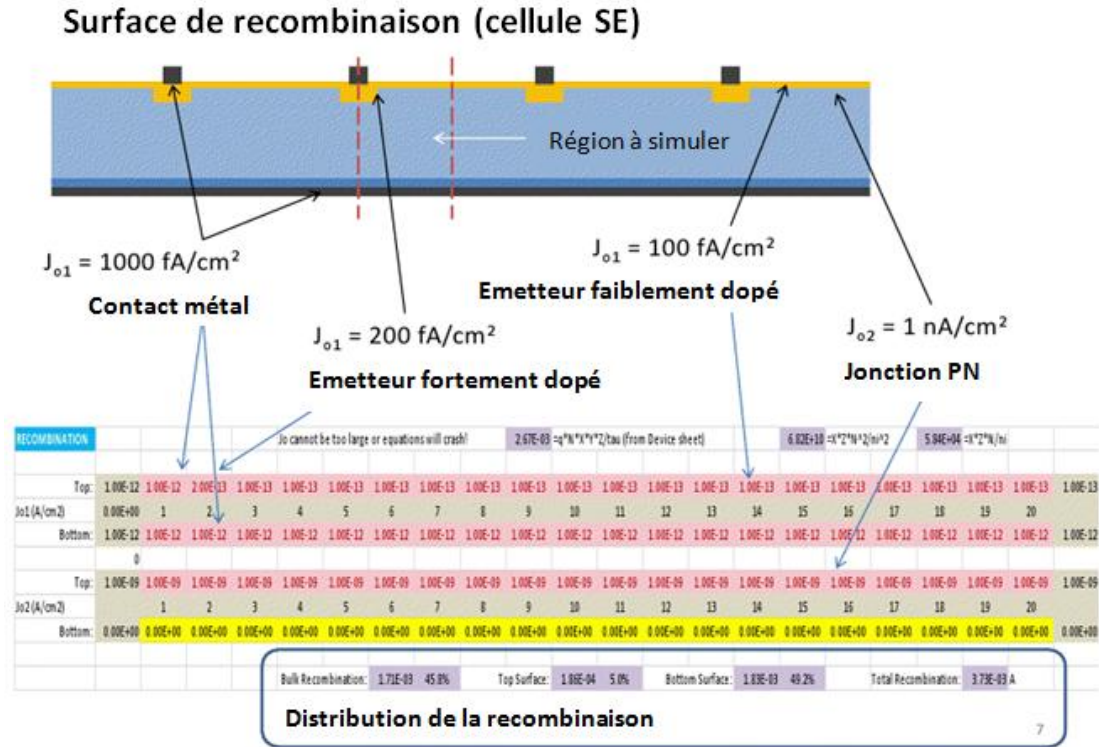 Surface de recombinaison (cellule SE)
Région à simuler
Jo1 = 1000 fA/cm²
Contact métal
Jo1 = 200 fA/cm²
Emetteur fortement dopé
Jo1 = 100 fA/cm²
Emetteur faiblement dopé
Jo2 = 1 nA/cm²
Jonction PN
RECOMBINATION Jo cannot be too large or equations will crash! 2.67E-03 =q*N*X*Y*Z/tau (from Device sheet) 6.82E+10 =X*Z*N^2/ni^2 5.84E+04 =X*Z*N/ni
Top: 1.00E-12 1.00E-12 2.00E-13 1.00E-13 1.00E-13 1.00E-13 1.00E-13 1.00E-13 1.00E-13 1.00E-13 1.00E-13 1.00E-13 1.00E-13 1.00E-13 1.00E-13 1.00E-13 1.00E-13 1.00E-13 1.00E-13 1.00E-13 1.00E-13 1.00E-13
Jo1 (A/cm2) 0.00E+00 1 2 3 4 5 6 7 8 9 10 11 12 13 14 15 16 17 18 19 20
Bottom: 1.00E-12 1.00E-12 1.00E-12 1.00E-12 1.00E-12 1.00E-12 1.00E-12 1.00E-12 1.00E-12 1.00E-12 1.00E-12 1.00E-12 1.00E-12 1.00E-12 1.00E-12 1.00E-12 1.00E-12 1.00E-12 1.00E-12 1.00E-12 1.00E-12 1.00E-12
0
Top: 1.00E-09 1.00E-09 1.00E-09 1.00E-09 1.00E-09 1.00E-09 1.00E-09 1.00E-09 1.00E-09 1.00E-09 1.00E-09 1.00E-09 1.00E-09 1.00E-09 1.00E-09 1.00E-09 1.00E-09 1.00E-09 1.00E-09 1.00E-09 1.00E-09 1.00E-09
Jo2 (A/cm2) 1 2 3 4 5 6 7 8 9 10 11 12 13 14 15 16 17 18 19 20
Bottom: 0.00E+00 0.00E+00 0.00E+00 0.00E+00 0.00E+00 0.00E+00 0.00E+00 0.00E+00 0.00E+00 0.00E+00 0.00E+00 0.00E+00 0.00E+00 0.00E+00 0.00E+00 0.00E+00 0.00E+00 0.00E+00 0.00E+00 0.00E+00 0.00E+00 0.00E+00
Bulk Recombination: 1.71E-03 45.8% Top Surface: 1.86E-04 5.0% Bottom Surface: 1.83E-03 49.2% Total Recombination: 3.73E-03 A
Distribution de la recombinaison
7